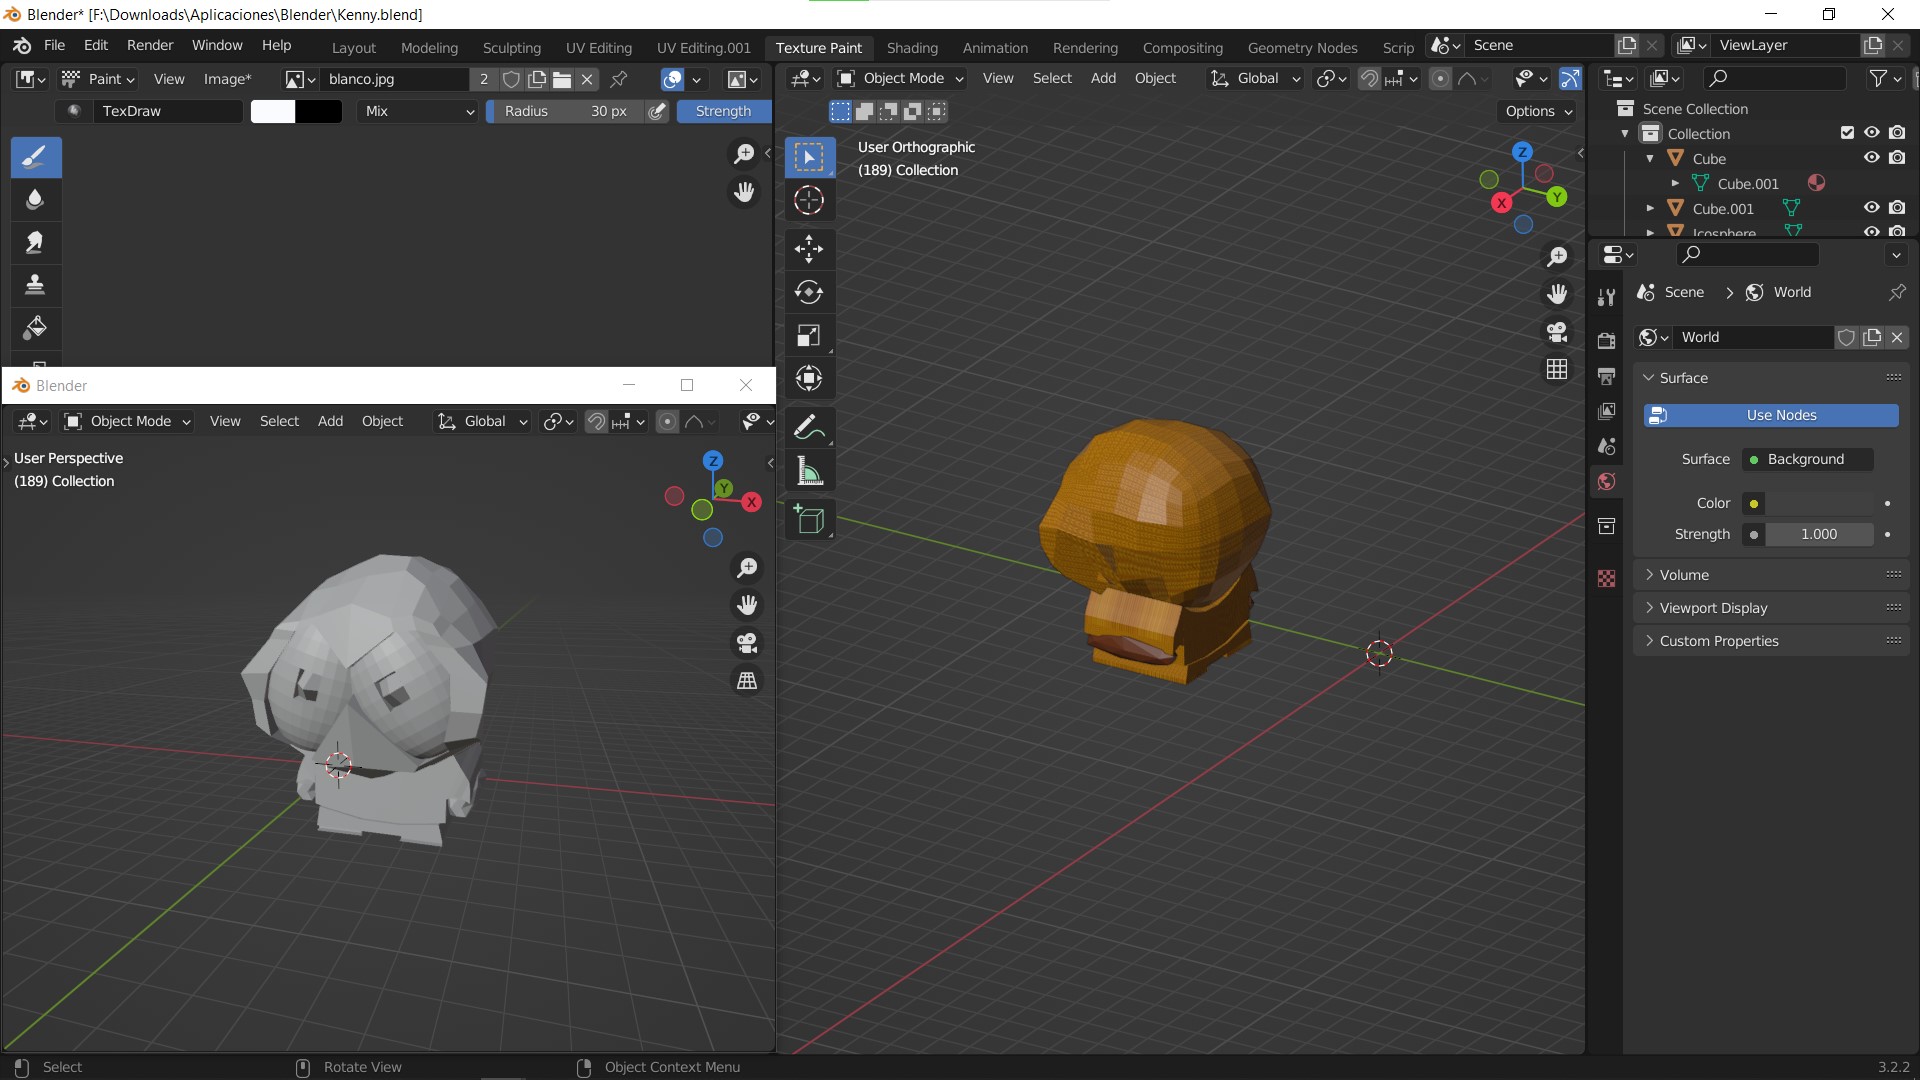 Blender* [F:\Downloads\Aplicaciones\Blender\Kenny.blend]
File Edit Render Window Help Layout Modeling Sculpting UV Editing UV Editing.001 Texture Paint Shading Animation Rendering Compositing Geometry Nodes Scrip Scene ViewLayer
Paint View Image* blanco.jpg 2 Object Mode View Select Add Object Global
TexDraw Mix Radius 30 px Strength Options
Scene Collection
Collection
Cube
Cube.001
Cube.001
Icosphere
User Orthographic
(189) Collection
Z
Y
X
Scene > World
World
Surface
Use Nodes
Surface Background
Color
Strength 1.000
Volume
Viewport Display
Custom Properties
Blender
Object Mode View Select Add Object Global
User Perspective
(189) Collection
Z
Y
X
Select Rotate View Object Context Menu 3.2.2